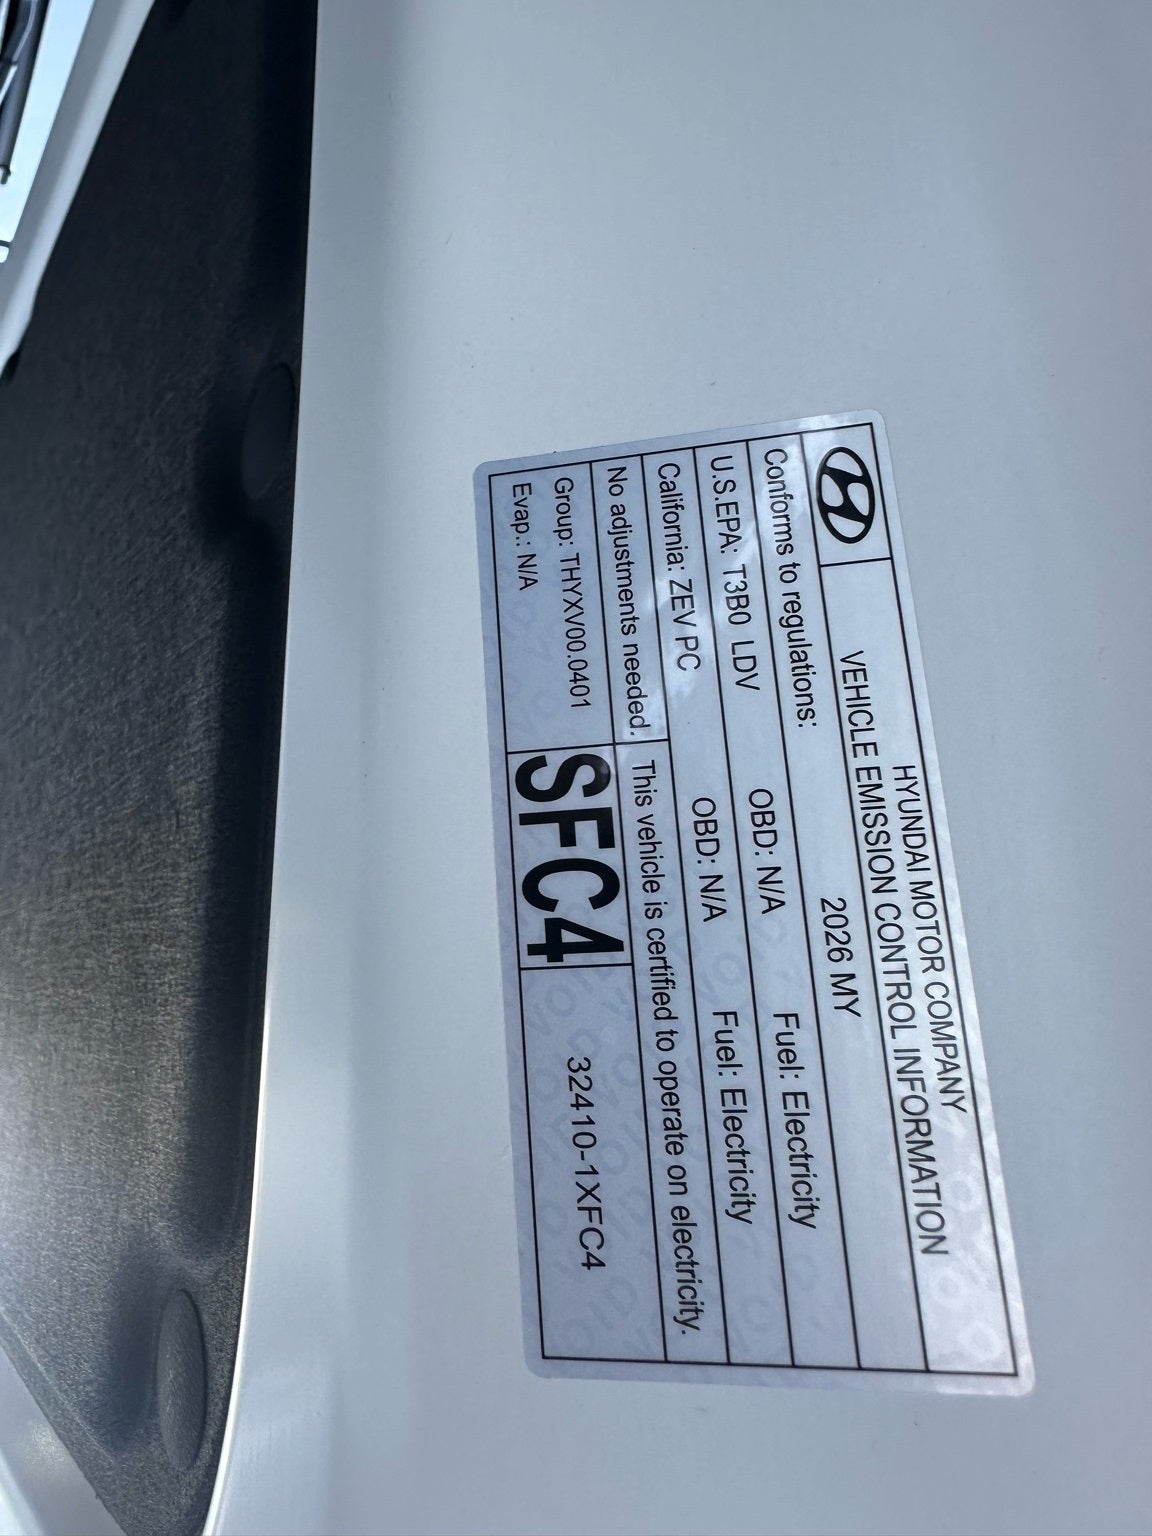 HYUNDAI MOTOR COMPANY
VEHICLE EMISSION CONTROL INFORMATION
Conforms to regulations: 2026 MY
U.S.EPA: T3B0 LDV OBD: N/A Fuel: Electricity
California: ZEV PC OBD: N/A Fuel: Electricity
No adjustments needed. This vehicle is certified to operate on electricity.
Group: THYXV00.0401
Evap.: N/A
SFC4
32410-1XFC4